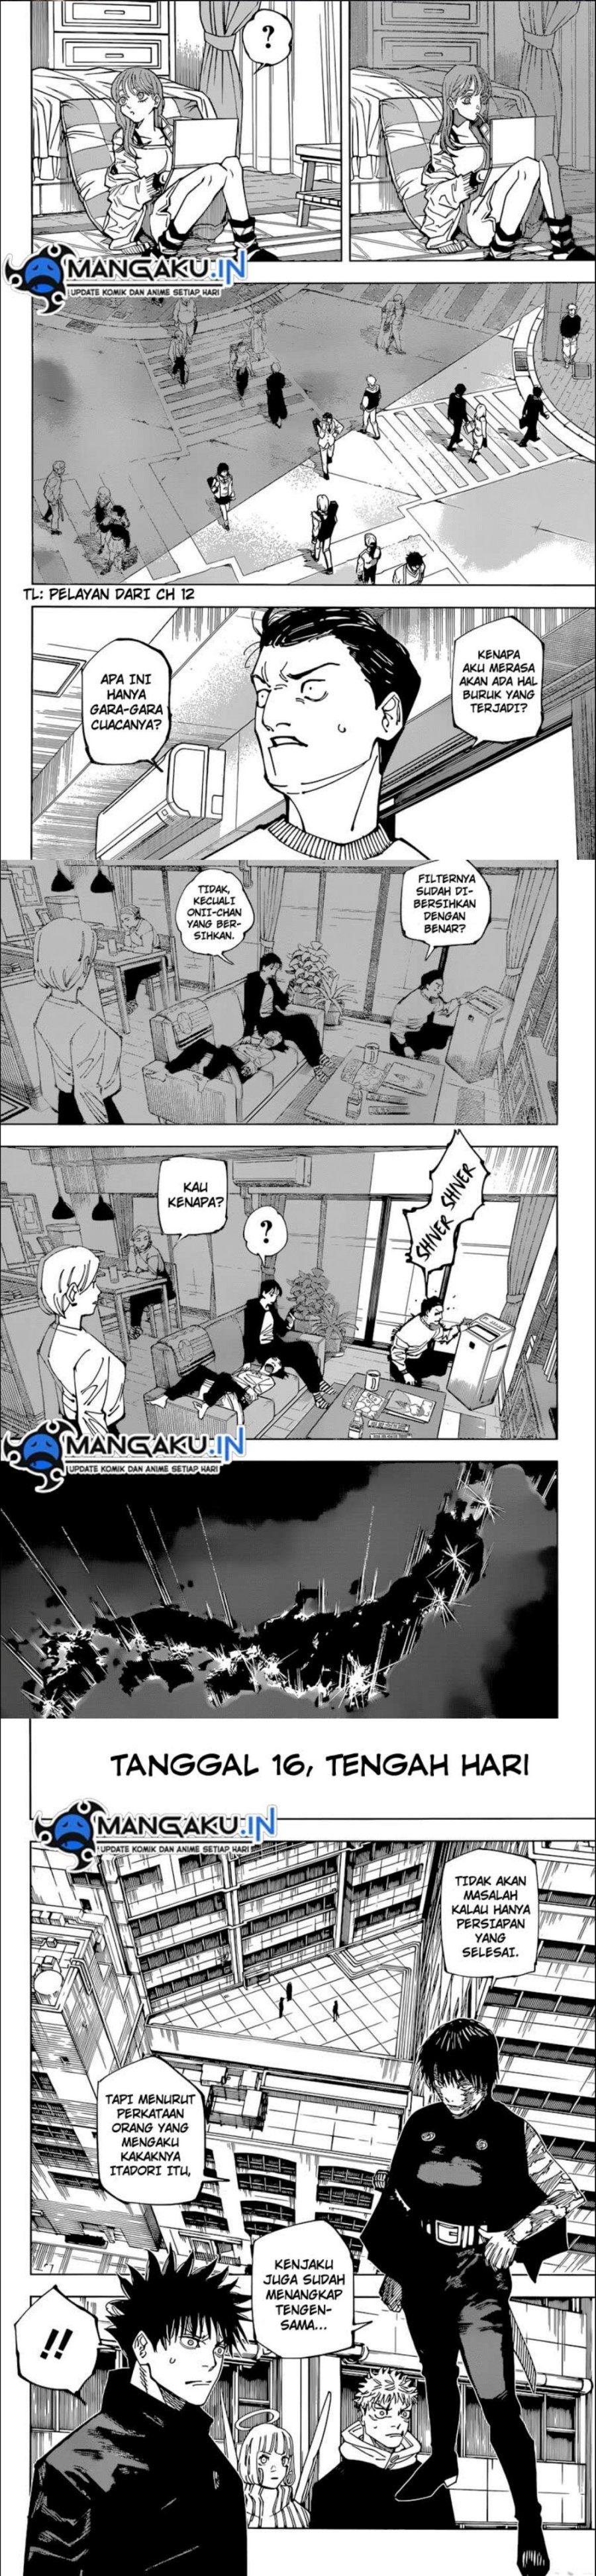 ?
MANGAKU.IN
UPDATE KOMIK DAN ANIME SETIAP HARI
TL: PELAYAN DARI CH 12
KENAPA
AKU MERASA
AKAN ADA HAL
BURUK YANG
TERJADI?
APA INI
HANYA
GARA-GARA
CUACANYA?
FILTERNYA
SUDAH DI-
BERSIHKAN
DENGAN
BENAR?
TIDAK,
KECUALI
ONII-CHAN
YANG BER-
SIHKAN.
SHIVER SHIVER
?
KAU
KENAPA?
MANGAKU.IN
UPDATE KOMIK DAN ANIME SETIAP HARI
TANGGAL 16, TENGAH HARI
MANGAKU.IN
UPDATE KOMIK DAN ANIME SETIAP HARI
TIDAK AKAN
MASALAH
KALAU HANYA
PERSIAPAN
YANG
SELESAI.
TAPI MENURUT
PERKATAAN
ORANG YANG
MENGAKU
KAKAKNYA
ITADORI ITU,
KENJAKU
JUGA SUDAH
MENANGKAP
TENGEN-
SAMA...
!!